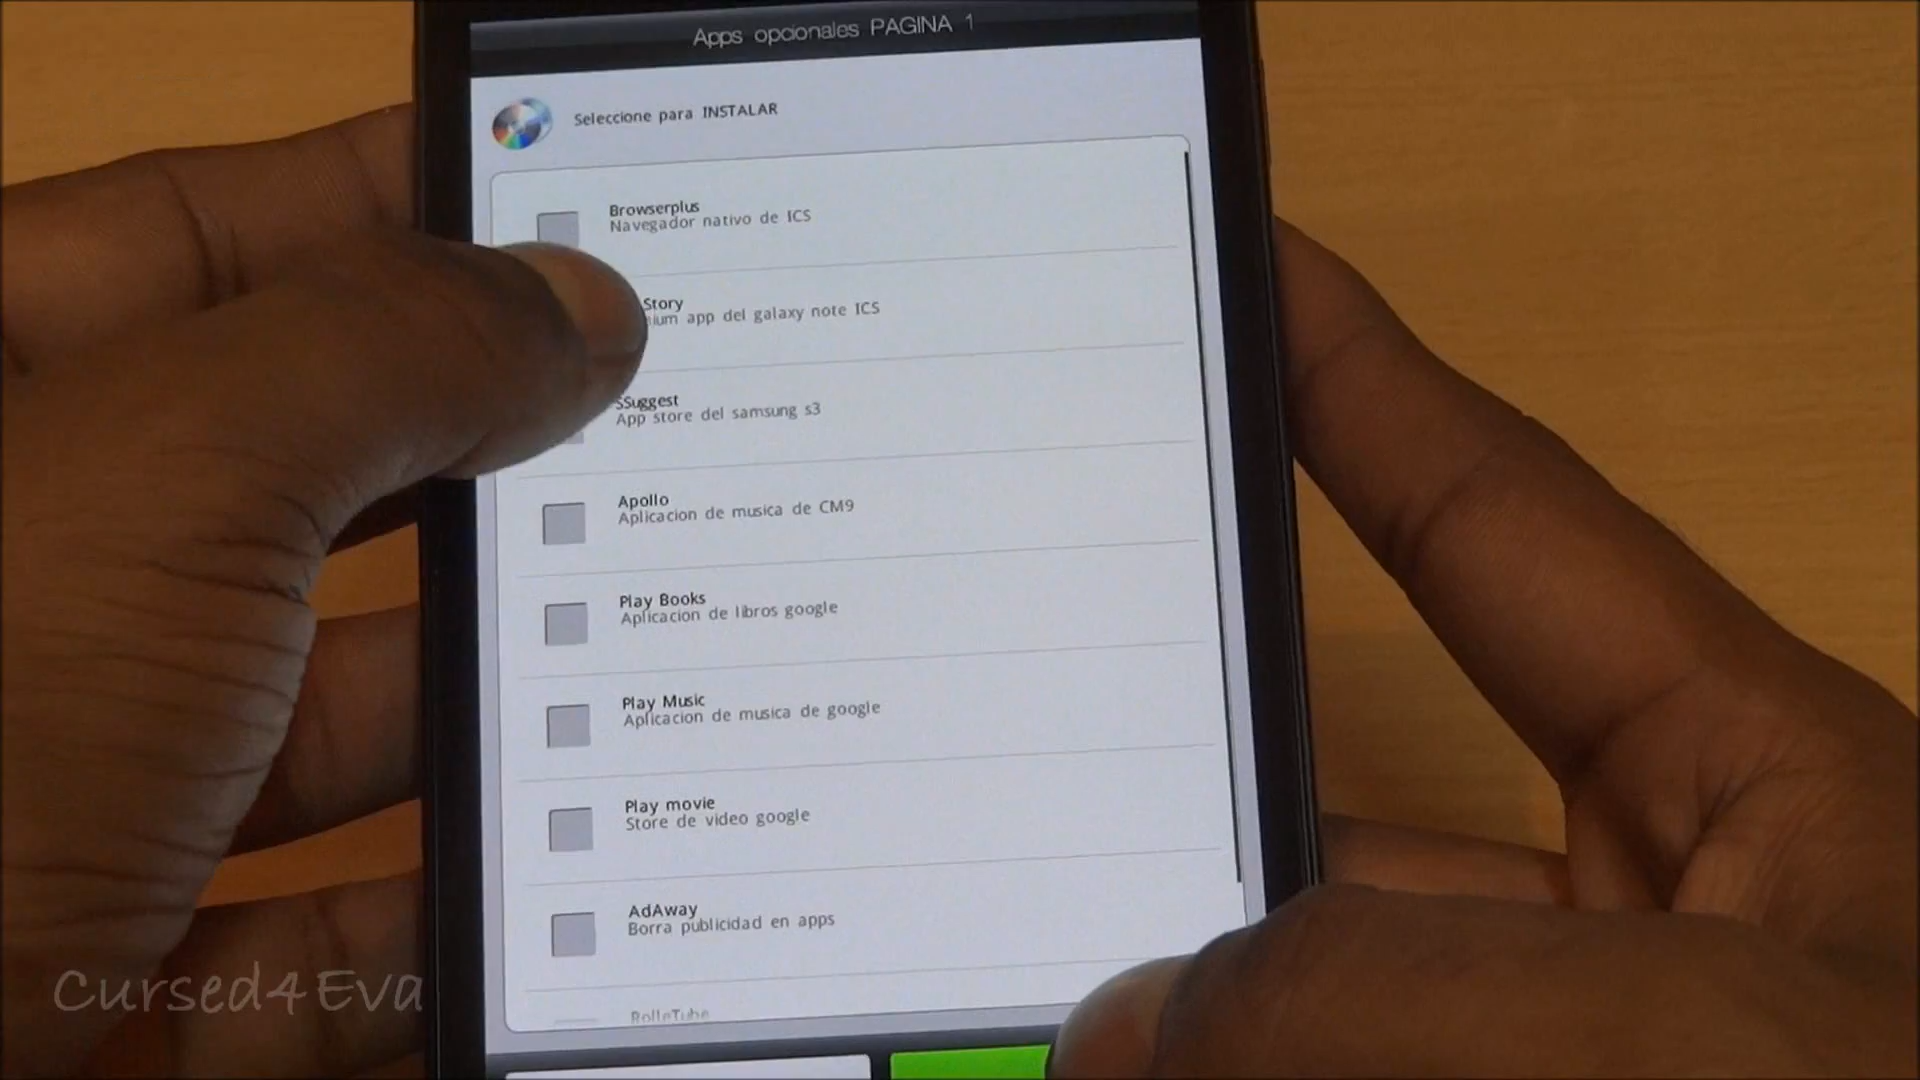 Apps opcionales PAGINA 1
Seleccione para INSTALAR
Browserplus
Navegador nativo de ICS
Story
app del galaxy note ICS
SSuggest
App store del samsung s3
Apollo
Aplicacion de musica de CM9
Play Books
Aplicacion de libros google
Play Music
Aplicacion de musica de google
Play movie
Store de video google
AdAway
Borra publicidad en apps
RolleTube
Cursed4Eva